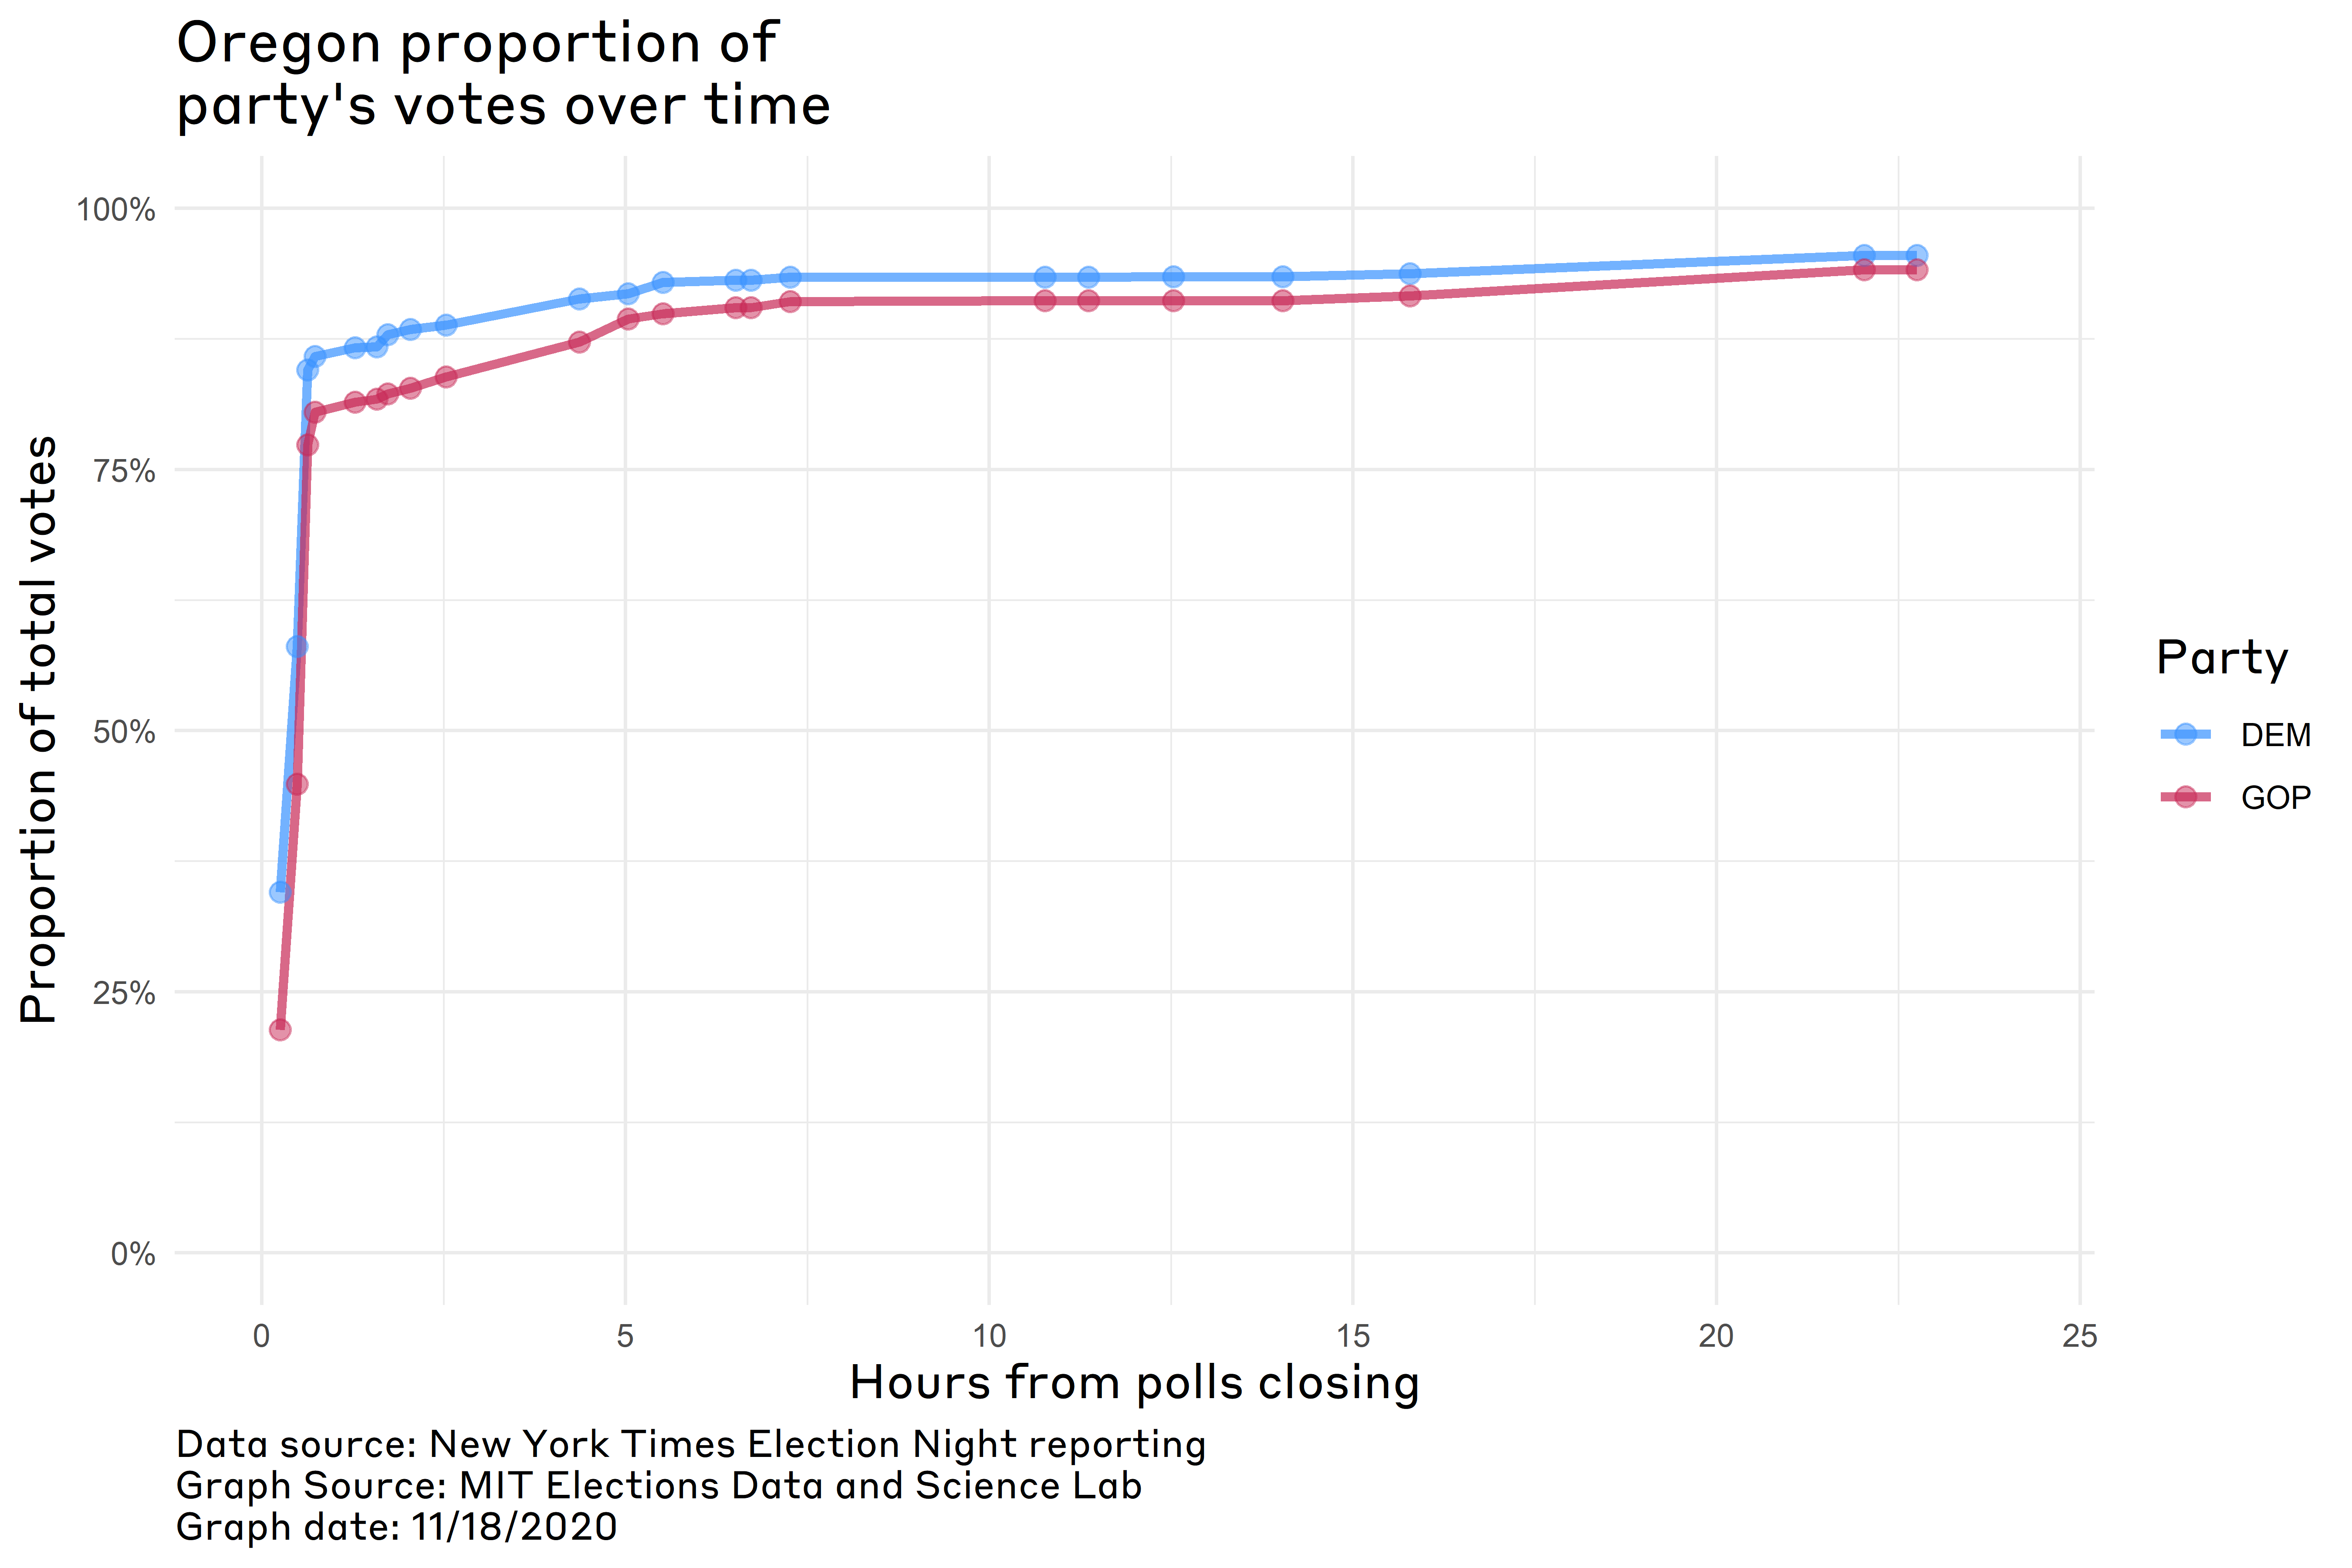 Oregon proportion of
party's votes over time
Proportion of total votes
100%
75%
50%
25%
0%
0 5 10 15 20 25
Hours from polls closing
Party
DEM
GOP
Data source: New York Times Election Night reporting
Graph Source: MIT Elections Data and Science Lab
Graph date: 11/18/2020